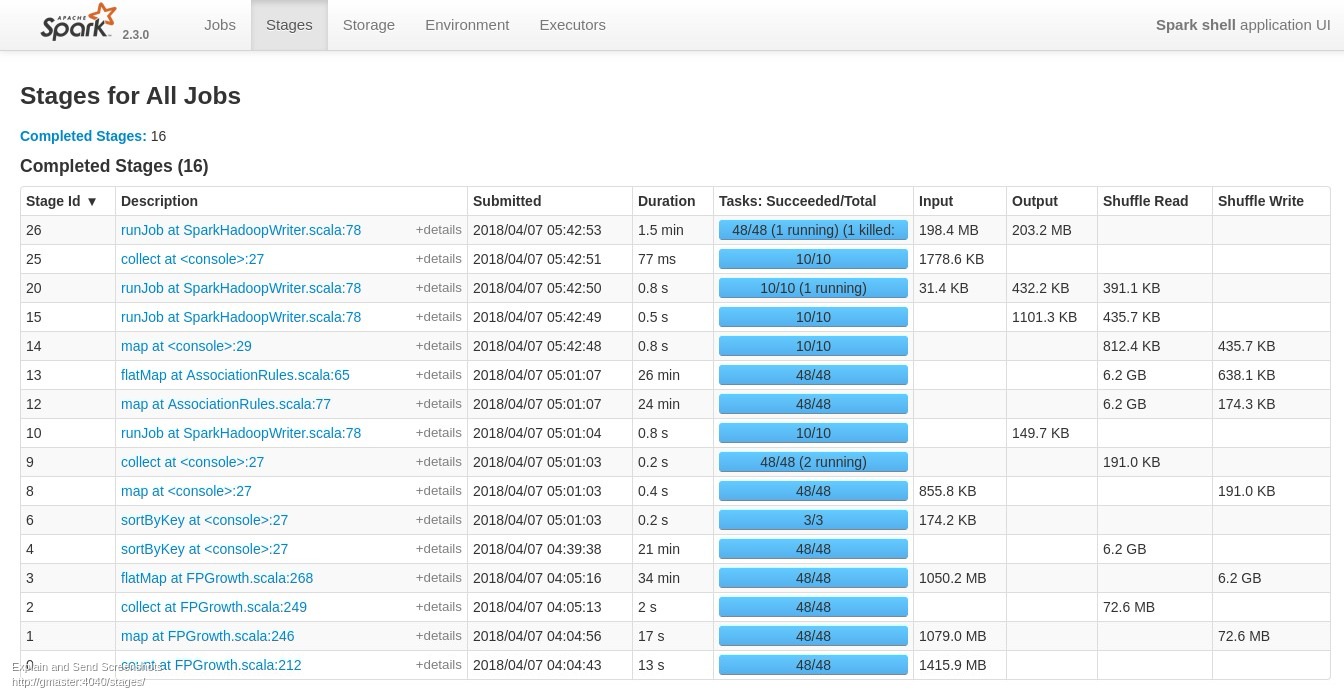 APACHE
Spark 2.3.0 Jobs Stages Storage Environment Executors Spark shell application UI
Stages for All Jobs
Completed Stages: 16
Completed Stages (16)
Stage Id ▼ Description Submitted Duration Tasks: Succeeded/Total Input Output Shuffle Read Shuffle Write
26 runJob at SparkHadoopWriter.scala:78 +details 2018/04/07 05:42:53 1.5 min 48/48 (1 running) (1 killed: 198.4 MB 203.2 MB
25 collect at <console>:27 +details 2018/04/07 05:42:51 77 ms 10/10 1778.6 KB
20 runJob at SparkHadoopWriter.scala:78 +details 2018/04/07 05:42:50 0.8 s 10/10 (1 running) 31.4 KB 432.2 KB 391.1 KB
15 runJob at SparkHadoopWriter.scala:78 +details 2018/04/07 05:42:49 0.5 s 10/10 1101.3 KB 435.7 KB
14 map at <console>:29 +details 2018/04/07 05:42:48 0.8 s 10/10 812.4 KB 435.7 KB
13 flatMap at AssociationRules.scala:65 +details 2018/04/07 05:01:07 26 min 48/48 6.2 GB 638.1 KB
12 map at AssociationRules.scala:77 +details 2018/04/07 05:01:07 24 min 48/48 6.2 GB 174.3 KB
10 runJob at SparkHadoopWriter.scala:78 +details 2018/04/07 05:01:04 0.8 s 10/10 149.7 KB
9 collect at <console>:27 +details 2018/04/07 05:01:03 0.2 s 48/48 (2 running) 191.0 KB
8 map at <console>:27 +details 2018/04/07 05:01:03 0.4 s 48/48 855.8 KB 191.0 KB
6 sortByKey at <console>:27 +details 2018/04/07 05:01:03 0.2 s 3/3 174.2 KB
4 sortByKey at <console>:27 +details 2018/04/07 04:39:38 21 min 48/48 6.2 GB
3 flatMap at FPGrowth.scala:268 +details 2018/04/07 04:05:16 34 min 48/48 1050.2 MB 6.2 GB
2 collect at FPGrowth.scala:249 +details 2018/04/07 04:05:13 2 s 48/48 72.6 MB
1 map at FPGrowth.scala:246 +details 2018/04/07 04:04:56 17 s 48/48 1079.0 MB 72.6 MB
0 count at FPGrowth.scala:212 +details 2018/04/07 04:04:43 13 s 48/48 1415.9 MB
Explain and Send Screenshots
http://gmaster:4040/stages/